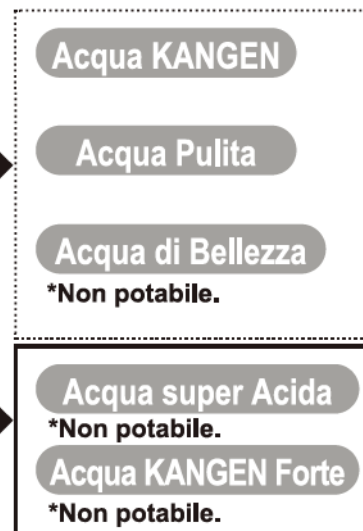 Acqua KANGEN
Acqua Pulita
Acqua di Bellezza
*Non potabile.
Acqua super Acida
*Non potabile.
Acqua KANGEN Forte
*Non potabile.